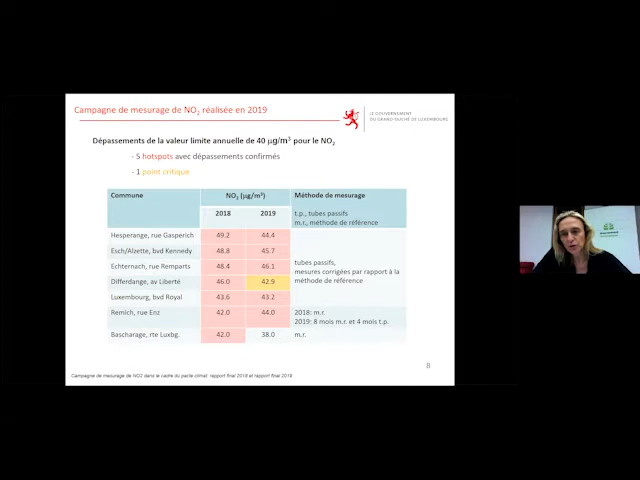 Campagne de mesurage de NO2 réalisée en 2019
LE GOUVERNEMENT
DU GRAND-DUCHÉ DE LUXEMBOURG
Dépassements de la valeur limite annuelle de 40 µg/m³ pour le NO2
- 5 hotspots avec dépassements confirmés
- 1 point critique
Commune NO2 (µg/m³) Méthode de mesurage
2018 2019 t.p., tubes passifs
m.r., méthode de référence
Hesperange, rue Gasperich 49.2 44.4
Esch/Alzette, bvd Kennedy 48.8 45.7
Echternach, rue Remparts 48.4 46.1
Differdange, av Liberté 46.0 42.9
Luxembourg, bvd Royal 43.6 43.2
tubes passifs,
mesures corrigées par rapport à la
méthode de référence
Remich, rue Enz 42.0 44.0 2018: m.r.
2019: 8 mois m.r. et 4 mois t.p.
Bascharage, rte Luxbg. 42.0 38.0 m.r.
8
Campagne de mesurage de NO2 dans le cadre du pacte climat: rapport final 2018 et rapport final 2019